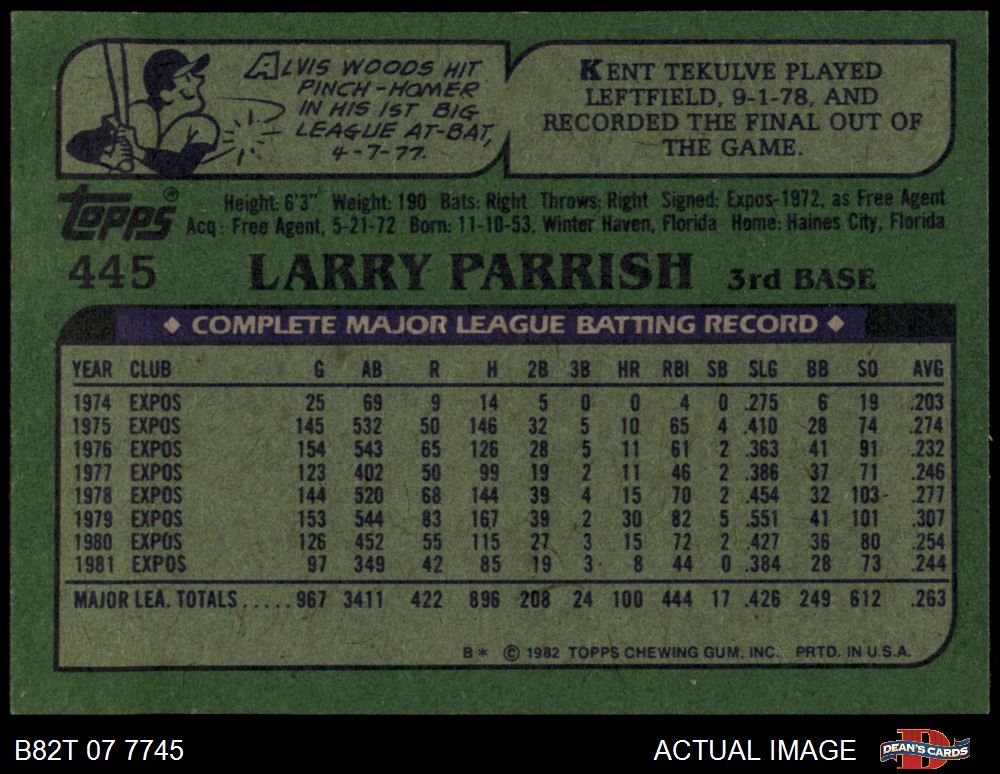 ALVIS WOODS HIT
PINCH-HOMER
IN HIS 1ST BIG
LEAGUE AT-BAT,
4-7-77.
KENT TEKULVE PLAYED
LEFTFIELD, 9-1-78, AND
RECORDED THE FINAL OUT OF
THE GAME.
TOPPS®
Height: 6'3" Weight: 190 Bats: Right Throws: Right Signed: Expos-1972, as Free Agent
Acq: Free Agent, 5-21-72 Born: 11-10-53, Winter Haven, Florida Home: Haines City, Florida
445 LARRY PARRISH 3rd BASE
◆ COMPLETE MAJOR LEAGUE BATTING RECORD ◆
YEAR CLUB G AB R H 2B 3B HR RBI SB SLG BB SO AVG
1974 EXPOS 25 69 9 14 5 0 0 4 0 .275 6 19 .203
1975 EXPOS 145 532 50 146 32 5 10 65 4 .410 28 74 .274
1976 EXPOS 154 543 65 126 28 5 11 61 2 .363 41 91 .232
1977 EXPOS 123 402 50 99 19 2 11 46 2 .386 37 71 .246
1978 EXPOS 144 520 68 144 39 4 15 70 2 .454 32 103 .277
1979 EXPOS 153 544 83 167 39 2 30 82 5 .551 41 101 .307
1980 EXPOS 126 452 55 115 27 3 15 72 2 .427 36 80 .254
1981 EXPOS 97 349 42 85 19 3 8 44 0 .384 28 73 .244
MAJOR LEA. TOTALS.....967 3411 422 896 208 24 100 444 17 .426 249 612 .263
B* © 1982 TOPPS CHEWING GUM, INC. PRTD. IN U.S.A.
B82T 07 7745 ACTUAL IMAGE DEAN'S CARDS